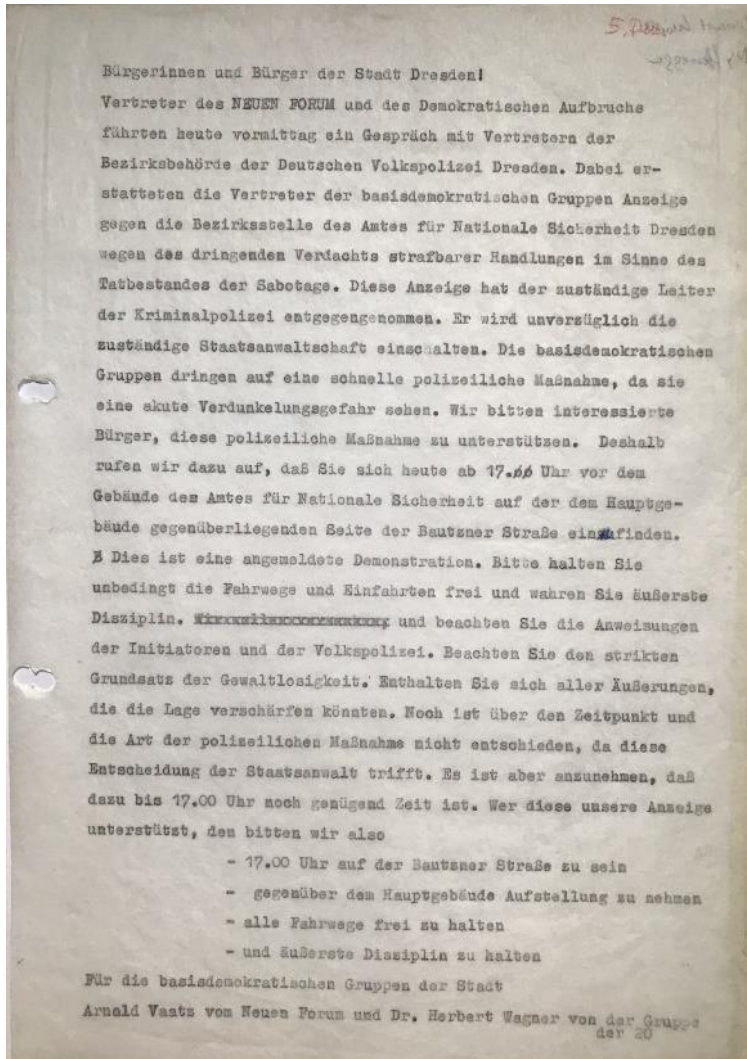 5. Dez
Bürgerinnen und Bürger der Stadt Dresden!
Vertreter des NEUEN FORUM und des Demokratischen Aufbruchs
führten heute vormittag ein Gespräch mit Vertretern der
Bezirksbehörde der Deutschen Volkspolizei Dresden. Dabei er-
statteten die Vertreter der basisdemokratischen Gruppen Anzeige
gegen die Bezirksstelle des Amtes für Nationale Sicherheit Dresden
wegen des dringenden Verdachts strafbarer Handlungen im Sinne des
Tatbestandes der Sabotage. Diese Anzeige hat der zuständige Leiter
der Kriminalpolizei entgegengenommen. Er wird unverzüglich die
zuständige Staatsanwaltschaft einschalten. Die basisdemokratischen
Gruppen dringen auf eine schnelle polizeiliche Maßnahme, da sie
eine akute Verdunkelungsgefahr sehen. Wir bitten interessierte
Bürger, diese polizeiliche Maßnahme zu unterstützen. Deshalb
rufen wir dazu auf, daß Sie sich heute ab 17.00 Uhr vor dem
Gebäude des Amtes für Nationale Sicherheit auf der dem Hauptge-
bäude gegenüberliegenden Seite der Bautzner Straße einzufinden.
Dies ist eine angemeldete Demonstration. Bitte halten Sie
unbedingt die Fahrwege und Einfahrten frei und wahren Sie äußerste
Disziplin. und beachten Sie die Anweisungen
der Initiatoren und der Volkspolizei. Beachten Sie den strikten
Grundsatz der Gewaltlosigkeit. Enthalten Sie sich aller Äußerungen,
die die Lage verschärfen könnten. Noch ist über den Zeitpunkt und
die Art der polizeilichen Maßnahme nicht entschieden, da diese
Entscheidung der Staatsanwalt trifft. Es ist aber anzunehmen, daß
dazu bis 17.00 Uhr noch genügend Zeit ist. Wer diese unsere Anzeige
unterstützt, den bitten wir also
- 17.00 Uhr auf der Bautzner Straße zu sein
- gegenüber dem Hauptgebäude Aufstellung zu nehmen
- alle Fahrwege frei zu halten
- und äußerste Disziplin zu halten
Für die basisdemokratischen Gruppen der Stadt
Arnold Vaats vom Neuen Forum und Dr. Herbert Wagner von der Gruppe
der 20